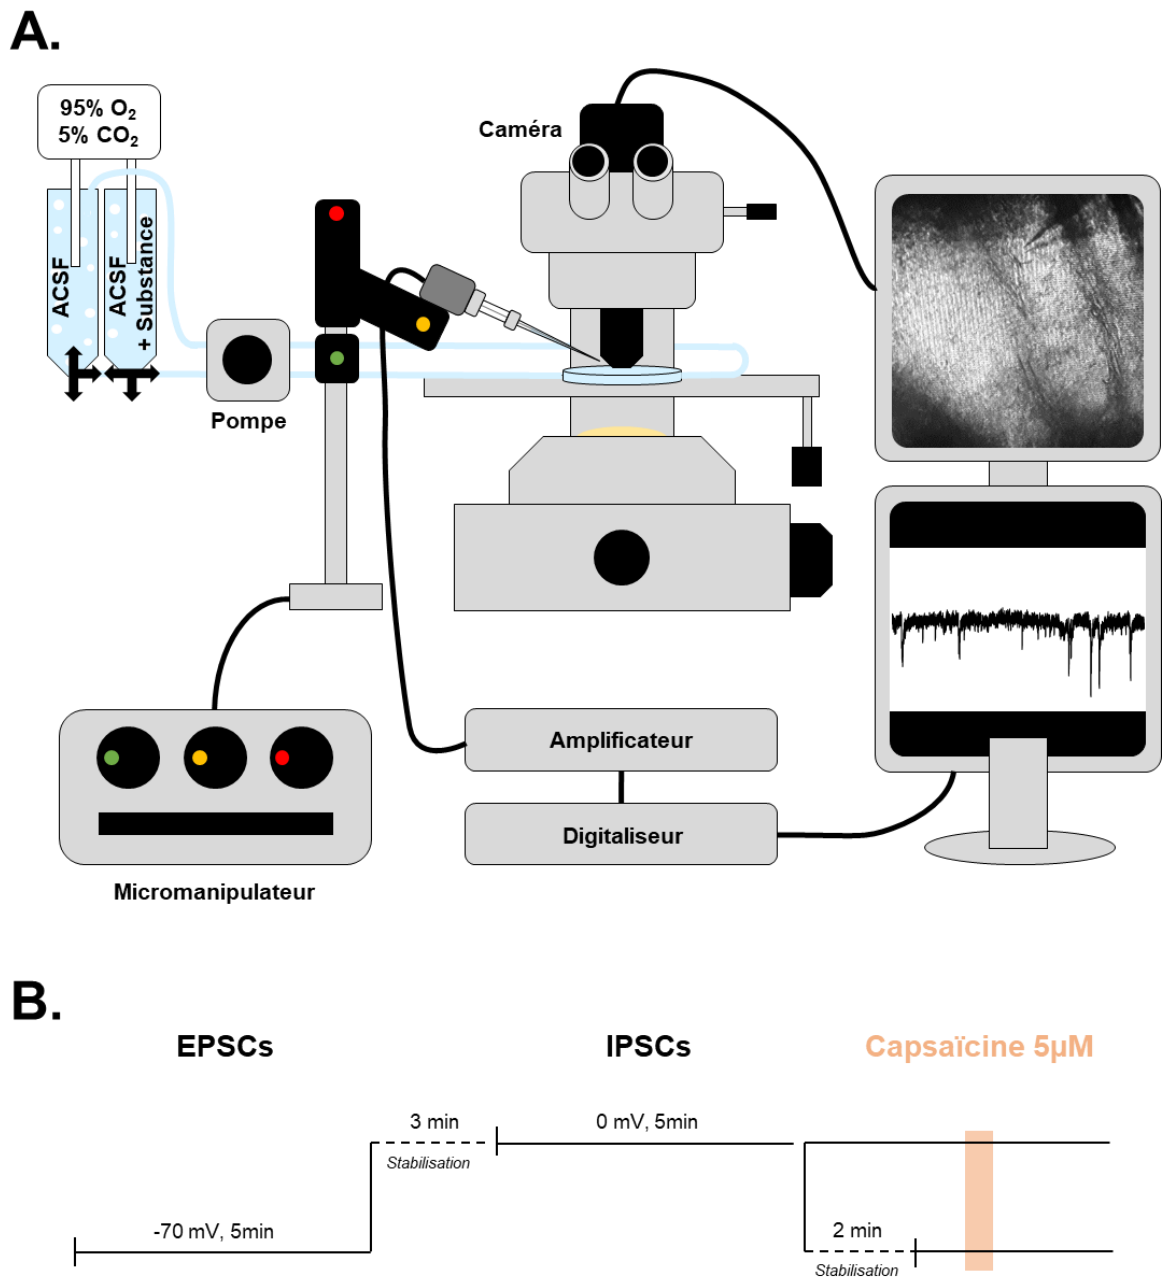 A.
95% O₂
5% CO₂
Caméra
ACSF
ACSF
+ Substance
Pompe
Amplificateur
Digitaliseur
Micromanipulateur
B.
EPSCs
IPSCs
Capsaïcine 5µM
3 min
0 mV, 5min
Stabilisation
-70 mV, 5min
2 min
Stabilisation